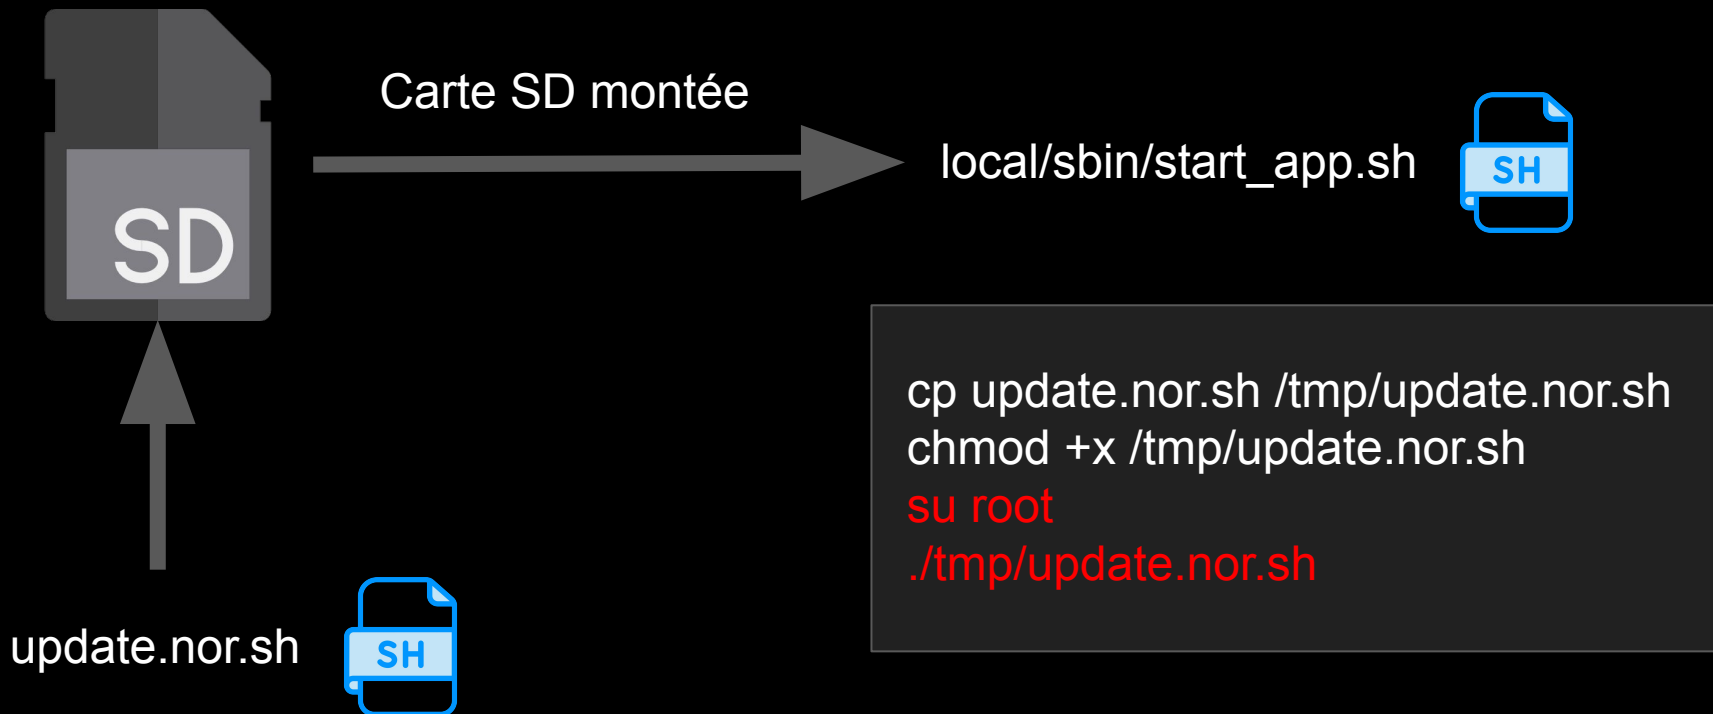 SD
Carte SD montée
local/sbin/start_app.sh
SH
cp update.nor.sh /tmp/update.nor.sh
chmod +x /tmp/update.nor.sh
su root
./tmp/update.nor.sh
update.nor.sh
SH